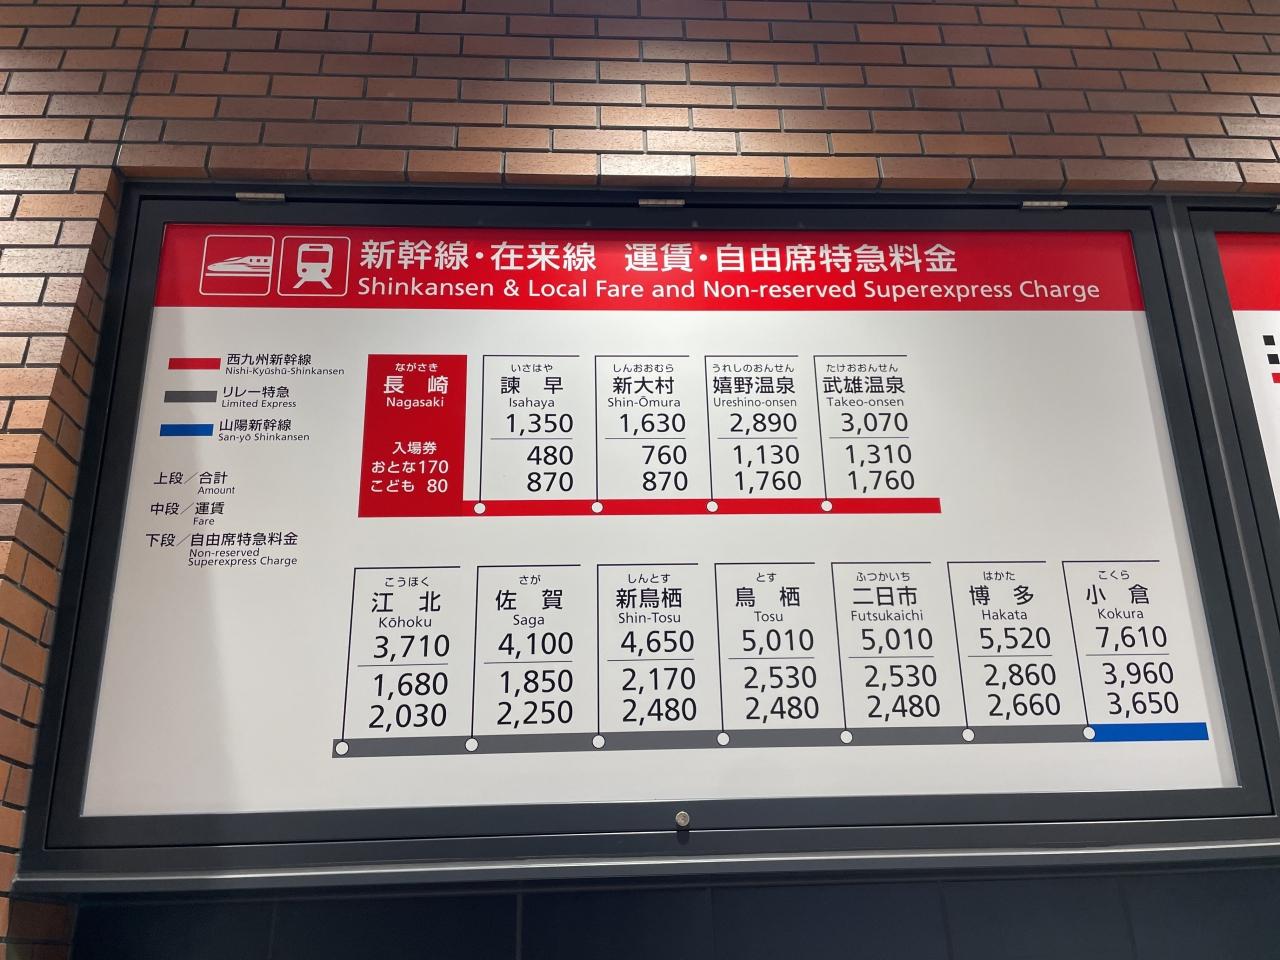 新幹線・在来線 運賃・自由席特急料金
Shinkansen & Local Fare and Non-reserved Superexpress Charge
西九州新幹線
Nishi-Kyūshū-Shinkansen
リレー特急
Limited Express
山陽新幹線
San-yō Shinkansen
上段／合計
Amount
中段／運賃
Fare
下段／自由席特急料金
Non-reserved
Superexpress Charge
ながさき
長崎
Nagasaki
入場券
おとな170
こども 80
いさはや
諫早
Isahaya
1,350
480
870
しんおおむら
新大村
Shin-Ōmura
1,630
760
870
うれしのおんせん
嬉野温泉
Ureshino-onsen
2,890
1,130
1,760
たけおおんせん
武雄温泉
Takeo-onsen
3,070
1,310
1,760
こうほく
江北
Kōhoku
3,710
1,680
2,030
さが
佐賀
Saga
4,100
1,850
2,250
しんとす
新鳥栖
Shin-Tosu
4,650
2,170
2,480
とす
鳥栖
Tosu
5,010
2,530
2,480
ふつかいち
二日市
Futsukaichi
5,010
2,530
2,480
はかた
博多
Hakata
5,520
2,860
2,660
こくら
小倉
Kokura
7,610
3,960
3,650